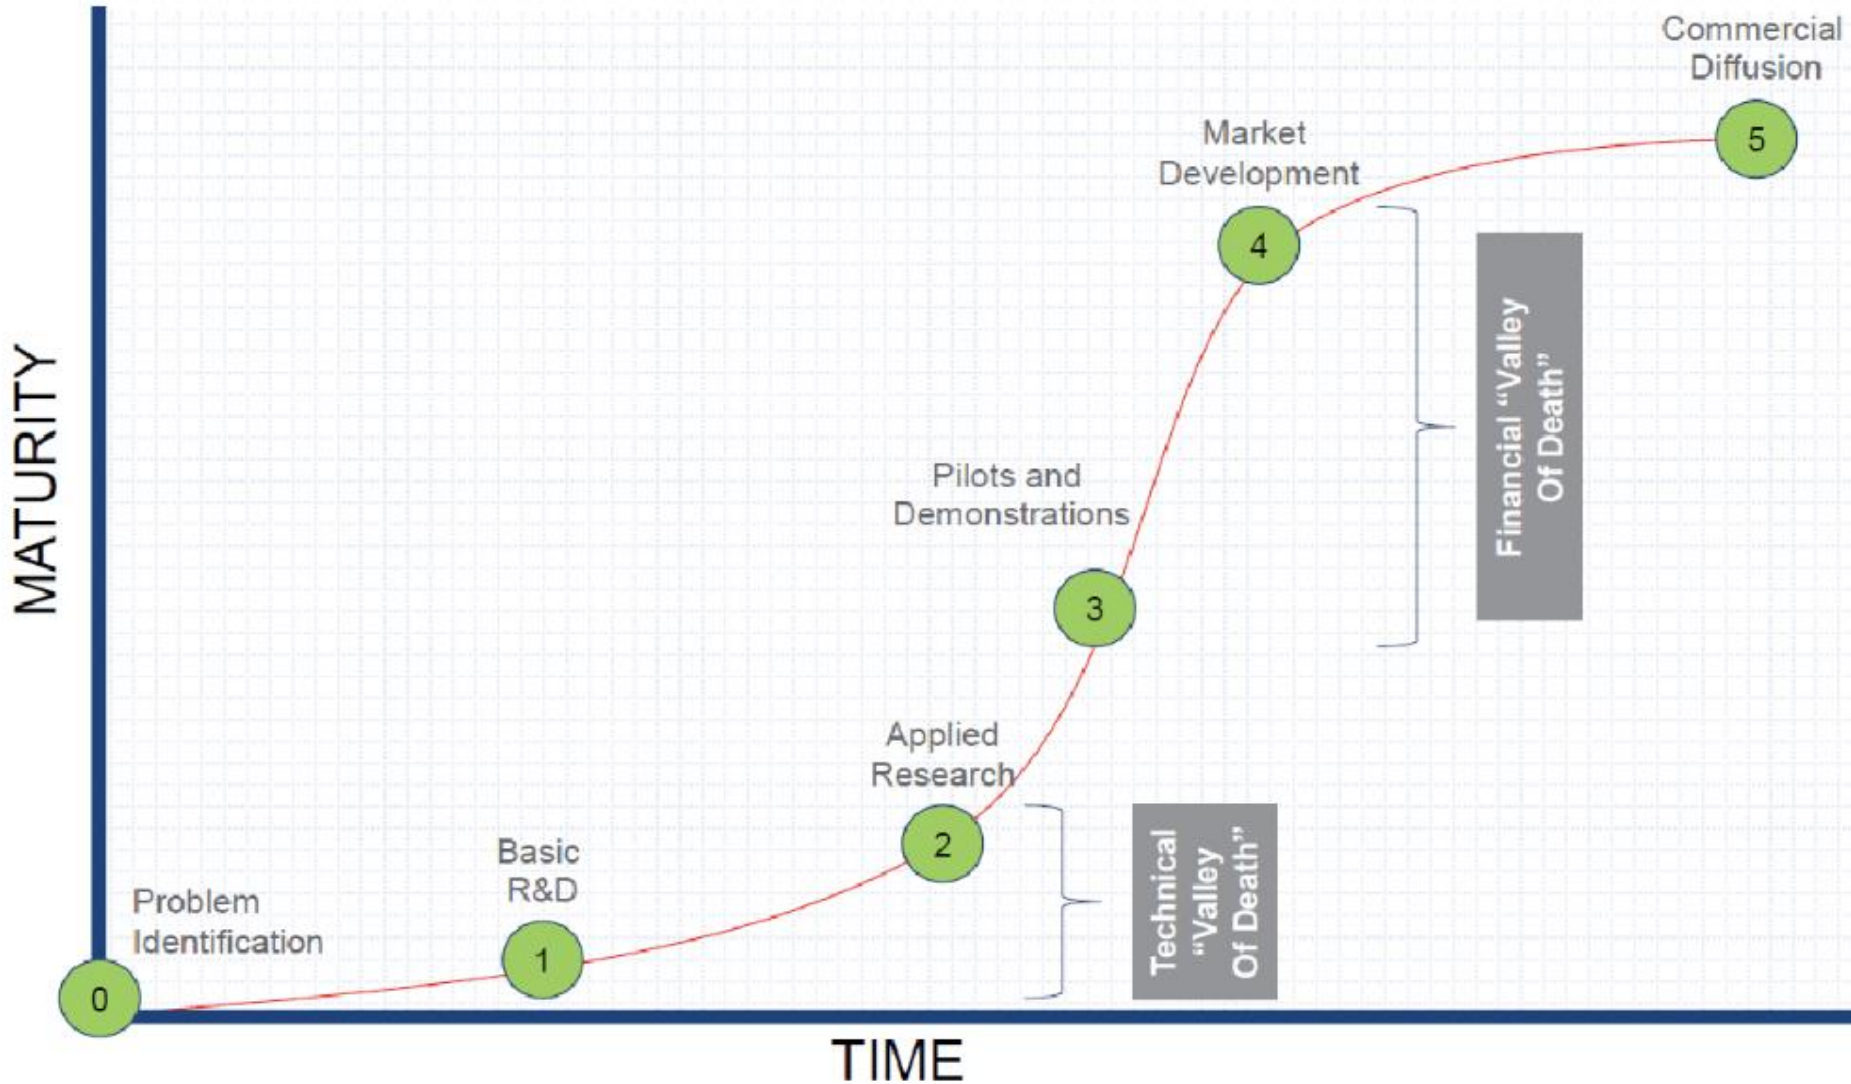 Commercial
Diffusion
5
Market
Development
4
Financial “Valley
Of Death”
Pilots and
Demonstrations
3
Applied
Research
2
Technical
“Valley
Of Death”
Basic
R&D
1
Problem
Identification
0
MATURITY
TIME